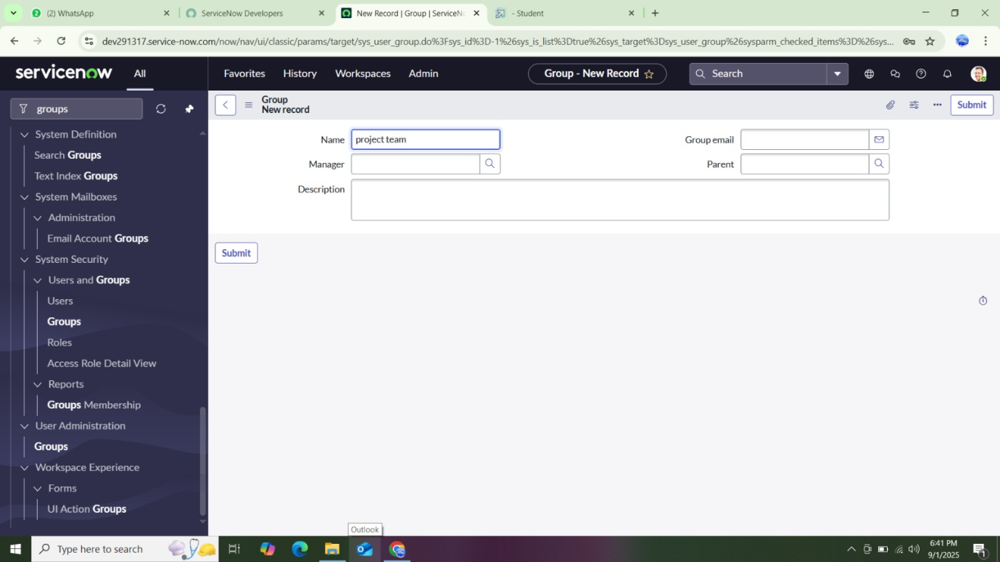 2
(2) WhatsApp
ServiceNow Developers
New Record | Group | ServiceNo
- Student
dev291317.service-now.com/now/nav/ui/classic/params/target/sys_user_group.do%3Fsys_id%3D-1%26sys_is_list%3Dtrue%26sys_target%3Dsys_user_group%26sysparm_checked_items%3D%26sys...
servicenow
All
Favorites
History
Workspaces
Admin
Group - New Record
Search
groups
Group
New record
Submit
System Definition
Search Groups
Text Index Groups
System Mailboxes
Administration
Email Account Groups
System Security
Users and Groups
Users
Groups
Roles
Access Role Detail View
Reports
Groups Membership
User Administration
Groups
Workspace Experience
Forms
UI Action Groups
Name
project team
Group email
Manager
Parent
Description
Submit
Outlook
Type here to search
6:41 PM
9/1/2025
1